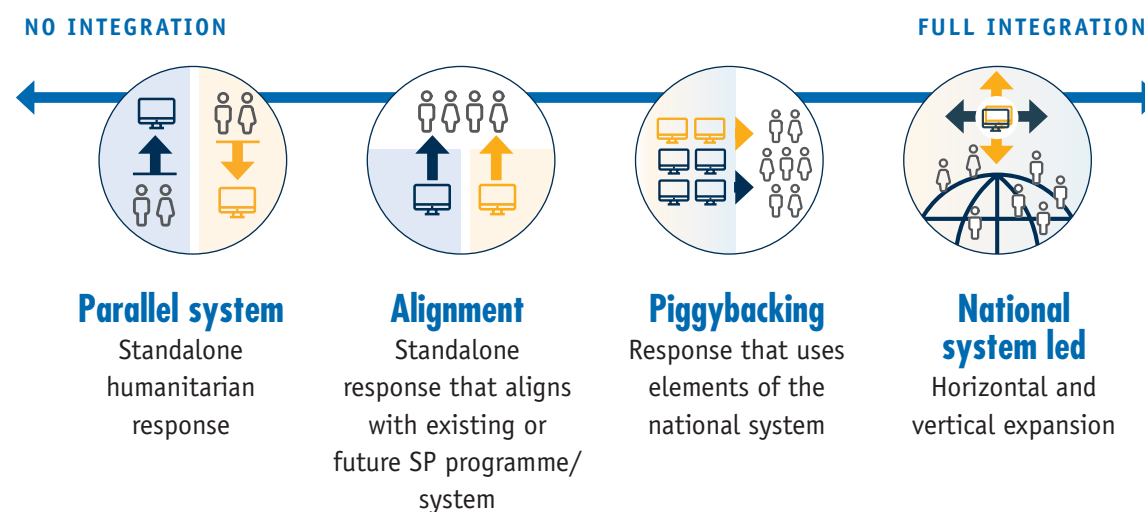 NO INTEGRATION
FULL INTEGRATION
Parallel system
Standalone
humanitarian
response
Alignment
Standalone
response that aligns
with existing or
future SP programme/
system
Piggybacking
Response that uses
elements of the
national system
National
system led
Horizontal and
vertical expansion